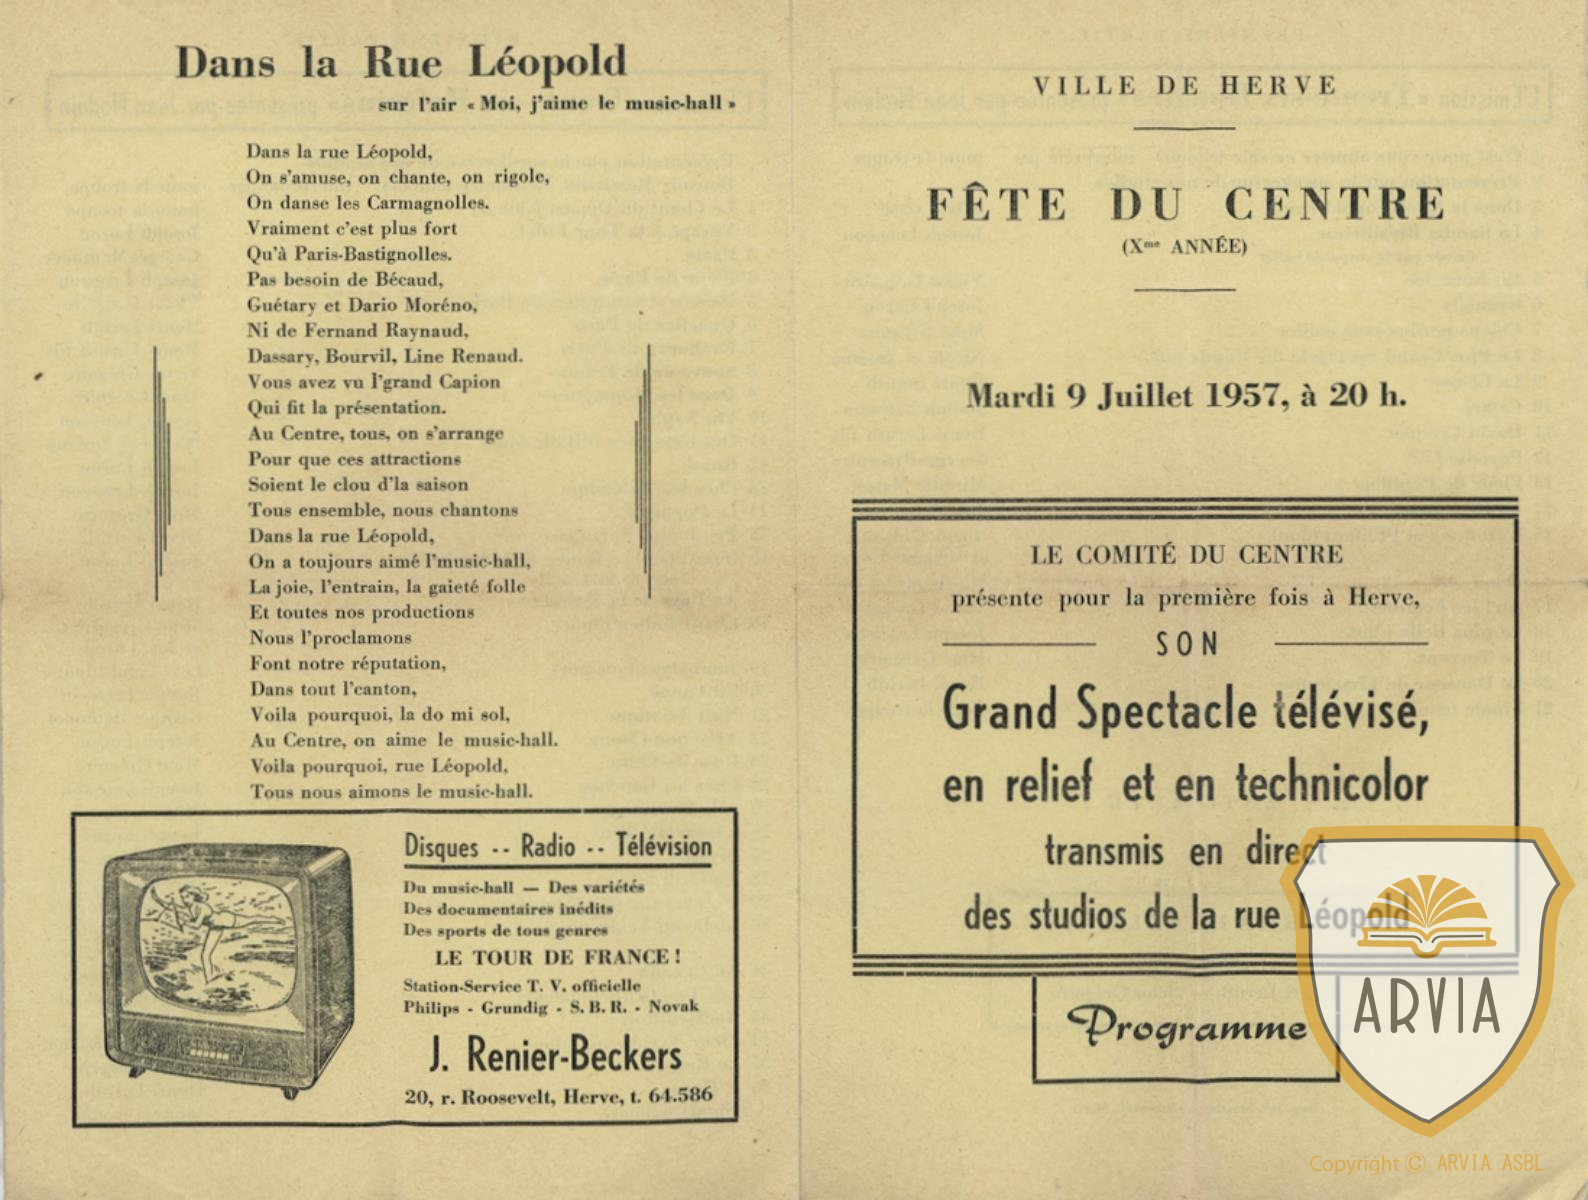 Dans la Rue Léopold
sur l'air « Moi, j'aime le music-hall »
Dans la rue Léopold,
On s'amuse, on chante, on rigole,
On danse les Carmagnolles.
Vraiment c'est plus fort
Qu'à Paris-Bastignolles.
Pas besoin de Bécaud,
Guétary et Dario Moréno,
Ni de Fernand Raynaud,
Dassary, Bourvil, Line Renaud.
Vous avez vu l'grand Capion
Qui fit la présentation.
Au Centre, tous, on s'arrange
Pour que ces attractions
Soient le clou d'la saison
Tous ensemble, nous chantons
Dans la rue Léopold,
On a toujours aimé l'music-hall,
La joie, l'entrain, la gaieté folle
Et toutes nos productions
Nous l'proclamons
Font notre réputation,
Dans tout l'canton,
Voila pourquoi, la do mi sol,
Au Centre, on aime le music-hall.
Voila pourquoi, rue Léopold,
Tous nous aimons le music-hall.
Disques -- Radio -- Télévision
Du music-hall — Des variétés
Des documentaires inédits
Des sports de tous genres
LE TOUR DE FRANCE !
Station-Service T. V. officielle
Philips - Grundig - S. B. R. - Novak
J. Renier-Beckers
20, r. Roosevelt, Herve, t. 64.586
VILLE DE HERVE
FÊTE DU CENTRE
(Xme ANNÉE)
Mardi 9 Juillet 1957, à 20 h.
LE COMITÉ DU CENTRE
présente pour la première fois à Herve,
SON
Grand Spectacle télévisé,
en relief et en technicolor
transmis en direct
des studios de la rue Léopold
Programme
ARVIA
Copyright © ARVIA ASBL